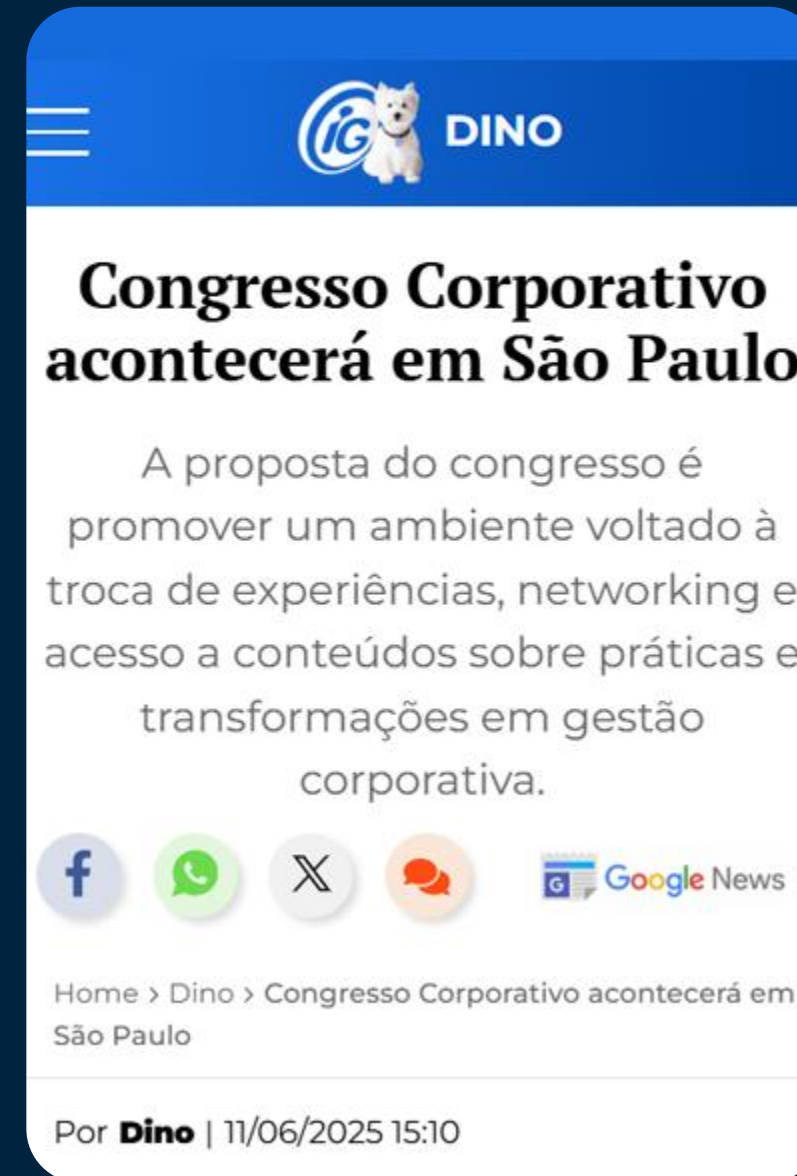 iG DINO
Congresso Corporativo
acontecerá em São Paulo
A proposta do congresso é
promover um ambiente voltado à
troca de experiências, networking e
acesso a conteúdos sobre práticas e
transformações em gestão
corporativa.
f X G Google News
Home > Dino > Congresso Corporativo acontecerá em
São Paulo
Por Dino | 11/06/2025 15:10